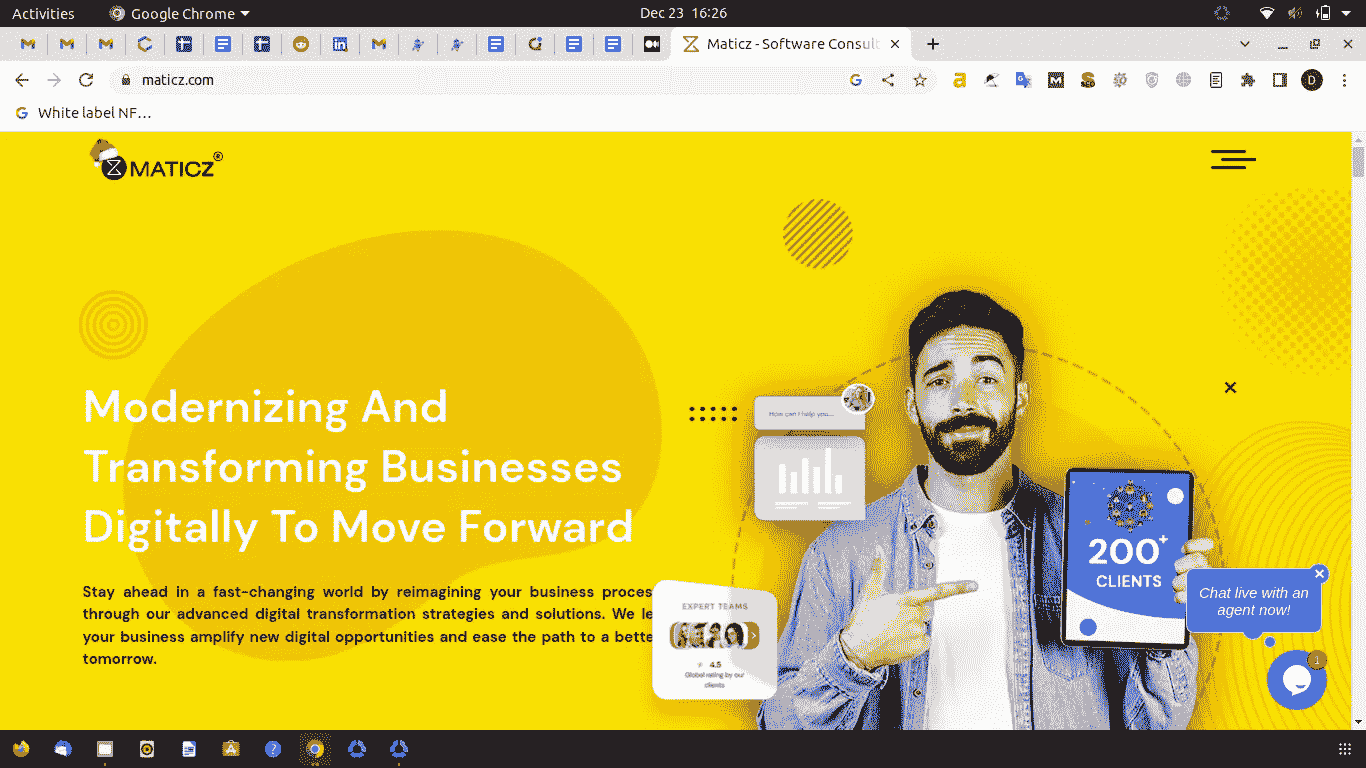 Activities
Google Chrome
Dec 23 16:26
Maticz - Software Consult
maticz.com
D
White label NF…
MATICZ®
Modernizing And
Transforming Businesses
Digitally To Move Forward
Stay ahead in a fast-changing world by reimagining your business proces
through our advanced digital transformation strategies and solutions. We le
your business amplify new digital opportunities and ease the path to a bette
tomorrow.
How can I help you...
EXPERT TEAMS
4.5
Global rating by our
clients
200+
CLIENTS
Chat live with an
agent now!
1